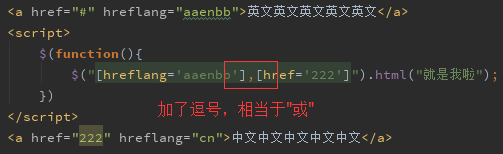 <a href="#" hreflang="aaenbb">英文英文英文英文英文</a>
<script>
$(function(){
$("[hreflang='aaenbb'],[href='222']").html("就是我啦");
})
加了逗号，相当于"或"
</script>
<a href="222" hreflang="cn">中文中文中文中文中文</a>